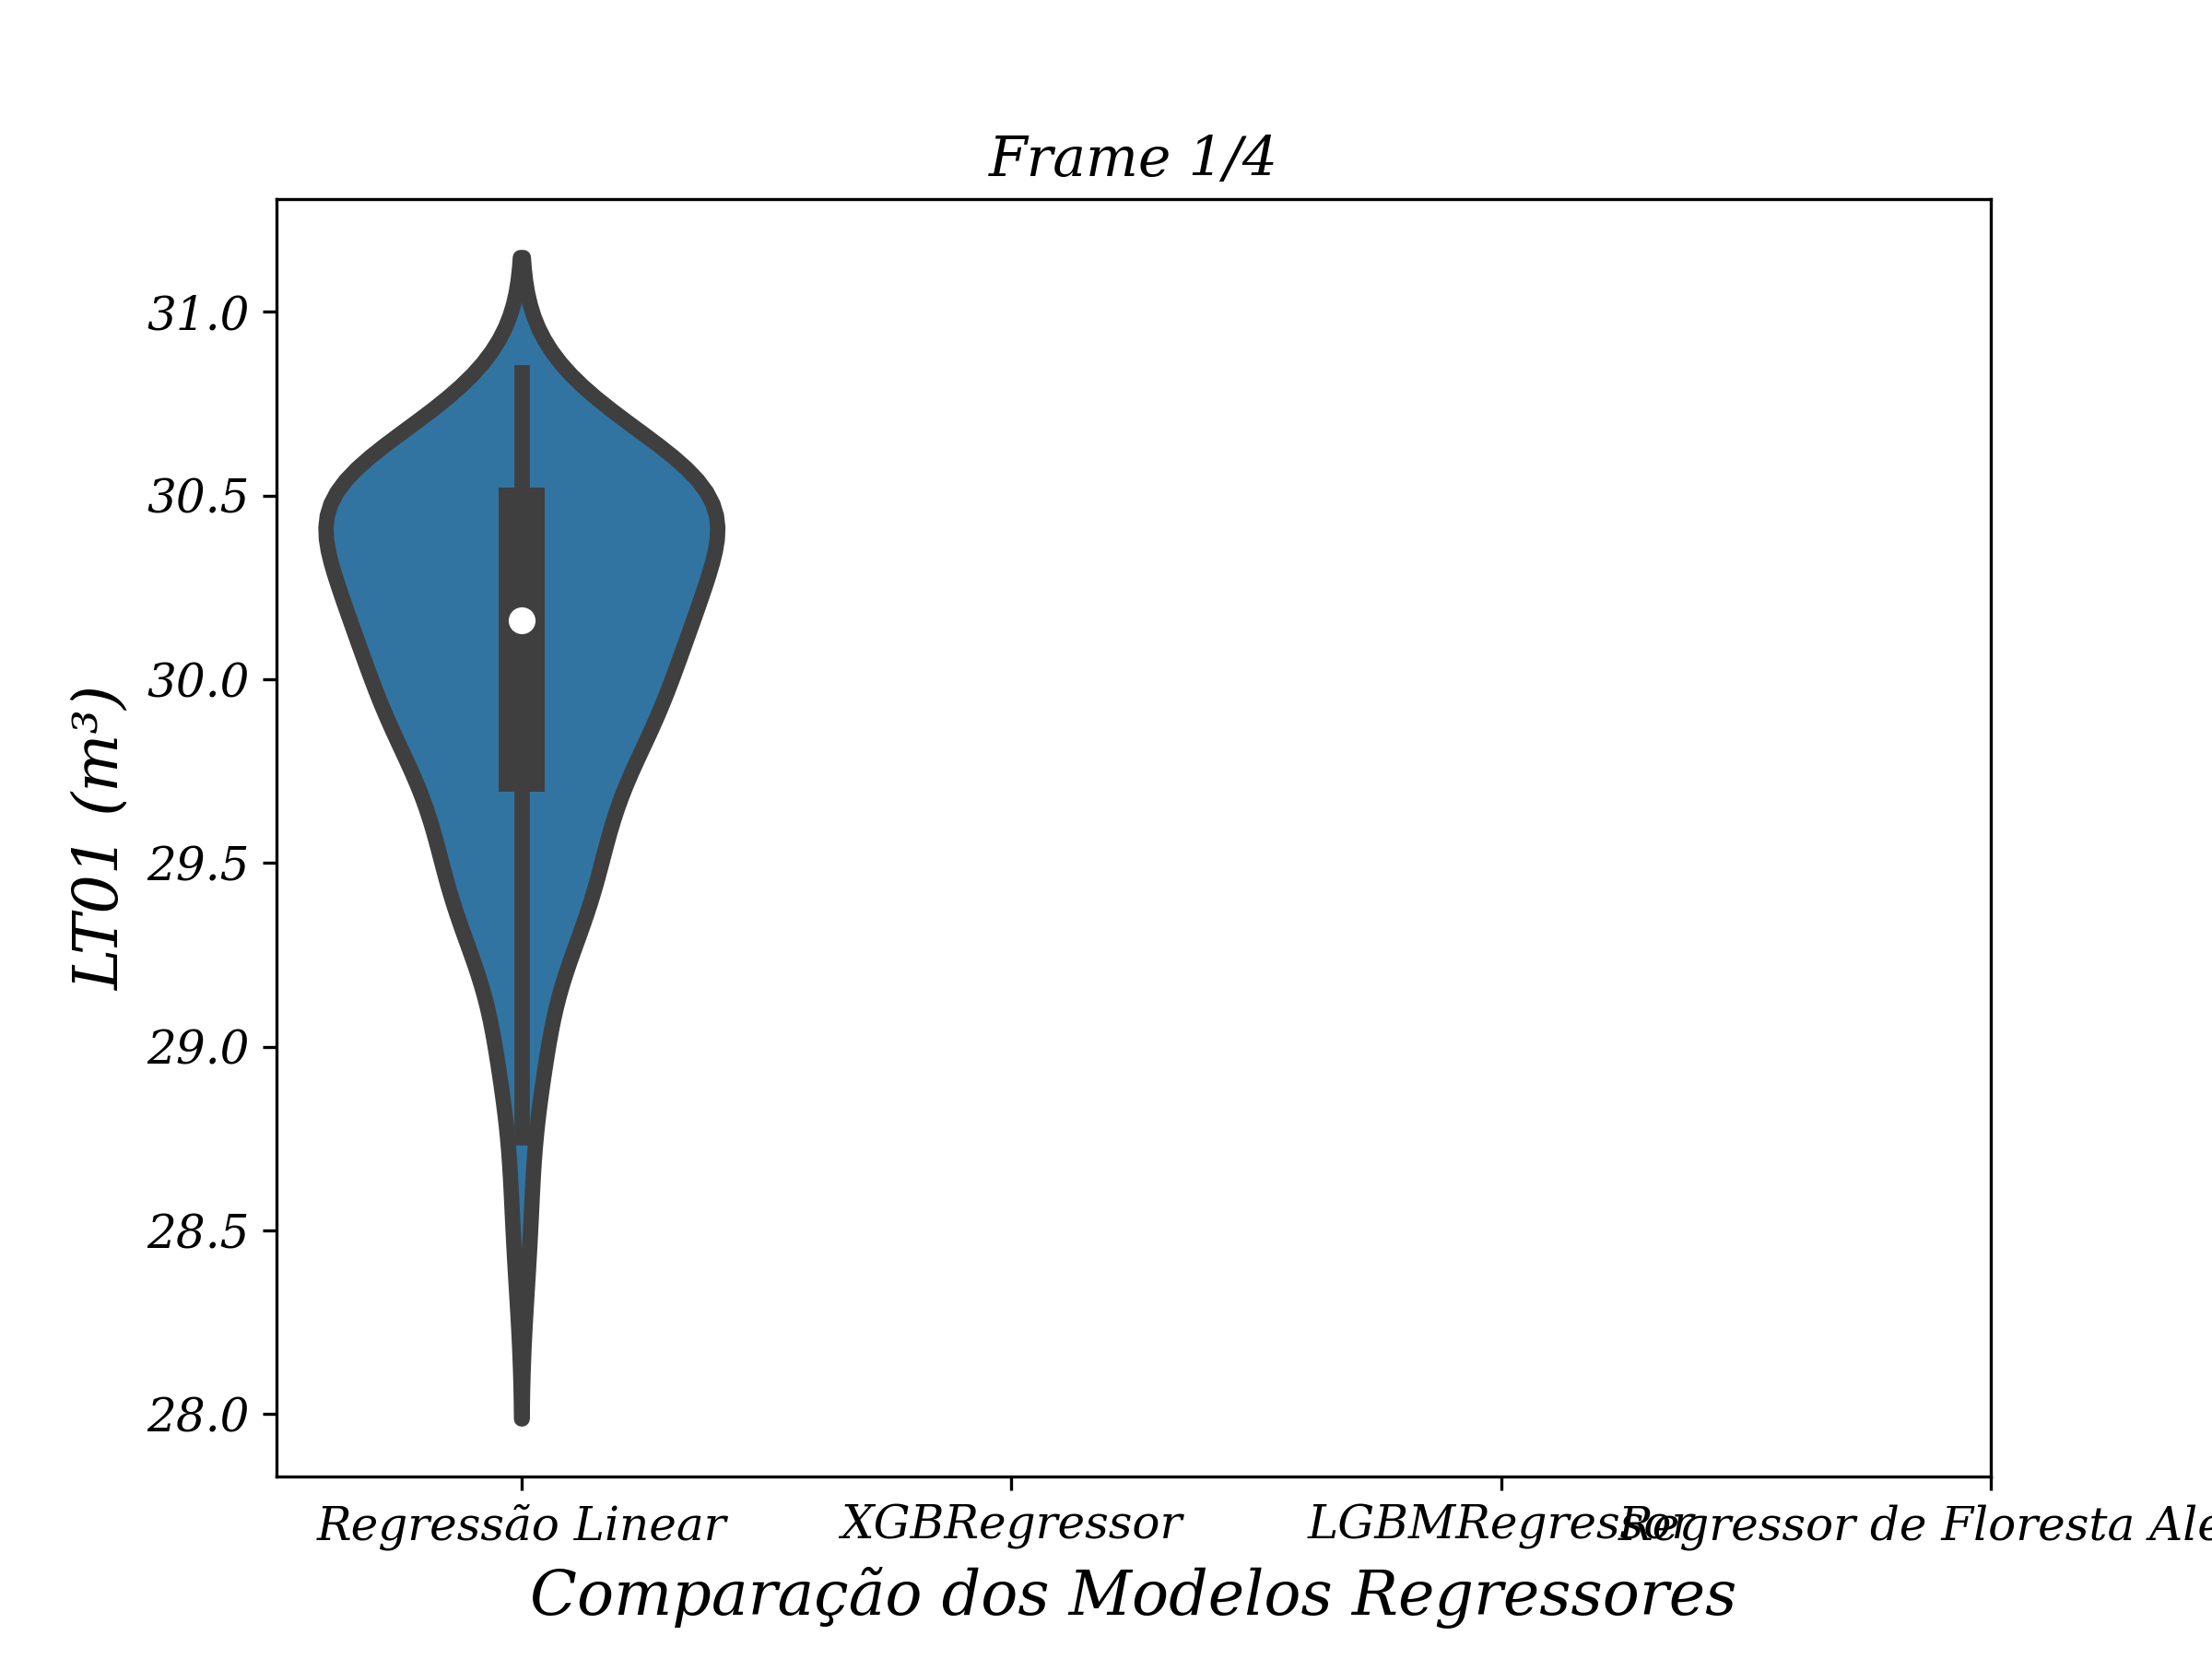 Frame 1/4
LT01 (m³)
31.0
30.5
30.0
29.5
29.0
28.5
28.0
Regressão Linear XGBRegressor LGBMRegressor Regressor de Floresta Ale
Comparação dos Modelos Regressores